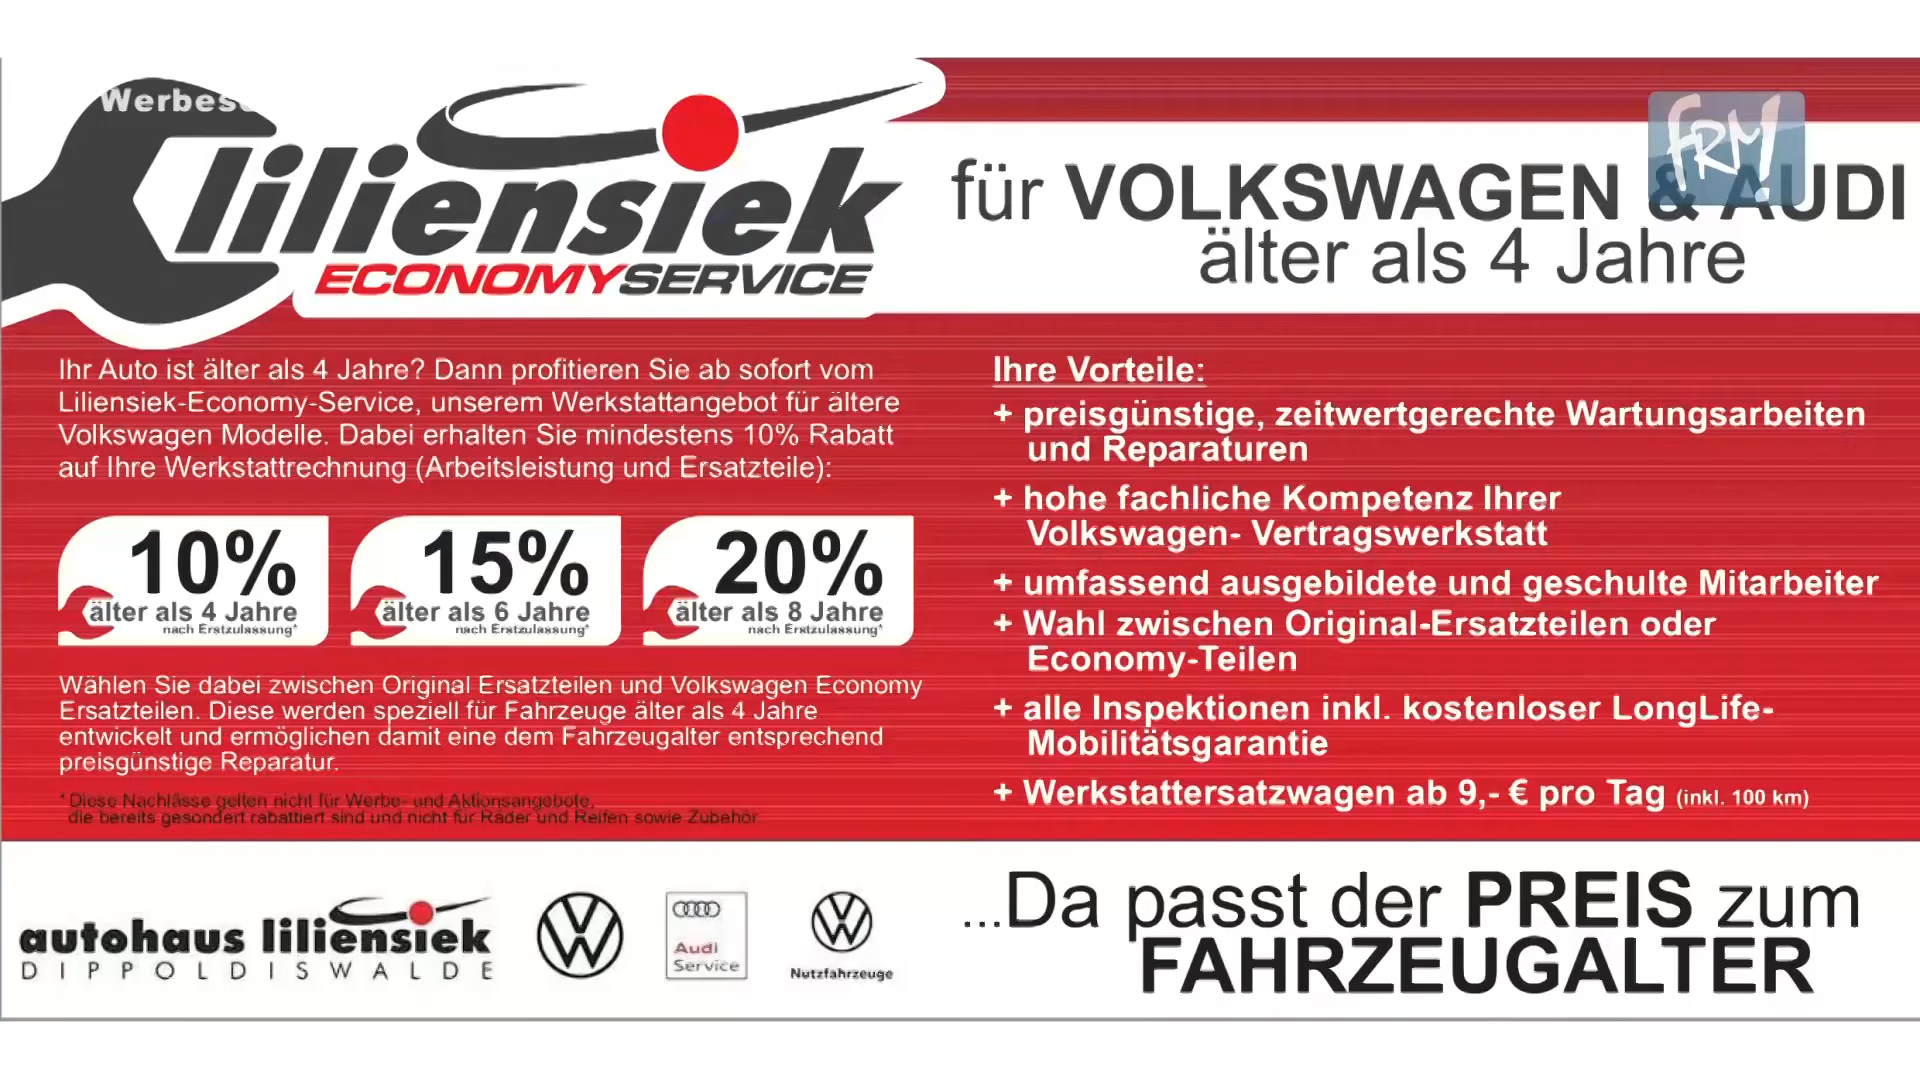 liliensiek
ECONOMYSERVICE
für VOLKSWAGEN & AUDI
älter als 4 Jahre
FRM!
Ihr Auto ist älter als 4 Jahre? Dann profitieren Sie ab sofort vom
Liliensiek-Economy-Service, unserem Werkstattangebot für ältere
Volkswagen Modelle. Dabei erhalten Sie mindestens 10% Rabatt
auf Ihre Werkstattrechnung (Arbeitsleistung und Ersatzteile):
10%
älter als 4 Jahre
nach Erstzulassung*
15%
älter als 6 Jahre
nach Erstzulassung*
20%
älter als 8 Jahre
nach Erstzulassung*
Wählen Sie dabei zwischen Original Ersatzteilen und Volkswagen Economy
Ersatzteilen. Diese werden speziell für Fahrzeuge älter als 4 Jahre
entwickelt und ermöglichen damit eine dem Fahrzeugalter entsprechend
preisgünstige Reparatur.
* Diese Nachlässe gelten nicht für Werbe- und Aktionsangebote,
die bereits gesondert rabattiert sind und nicht für Räder und Reifen sowie Zubehör.
Ihre Vorteile:
+ preisgünstige, zeitwertgerechte Wartungsarbeiten
und Reparaturen
+ hohe fachliche Kompetenz Ihrer
Volkswagen- Vertragswerkstatt
+ umfassend ausgebildete und geschulte Mitarbeiter
+ Wahl zwischen Original-Ersatzteilen oder
Economy-Teilen
+ alle Inspektionen inkl. kostenloser LongLife-
Mobilitätsgarantie
+ Werkstattersatzwagen ab 9,- € pro Tag (inkl. 100 km)
autohaus liliensiek
DIPPOLDISWALDE
Audi
Service
Nutzfahrzeuge
...Da passt der PREIS zum
FAHRZEUGALTER